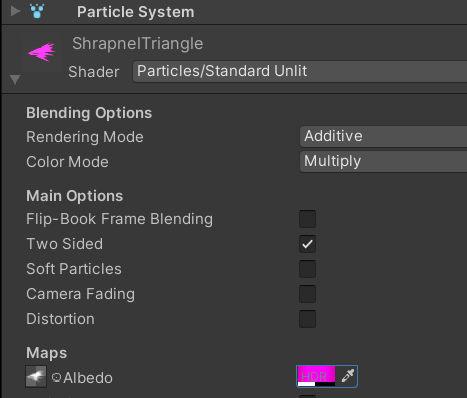 Particle System
ShrapnelTriangle
Shader Particles/Standard Unlit
Blending Options
Rendering Mode Additive
Color Mode Multiply
Main Options
Flip-Book Frame Blending
Two Sided
Soft Particles
Camera Fading
Distortion
Maps
Albedo HDR